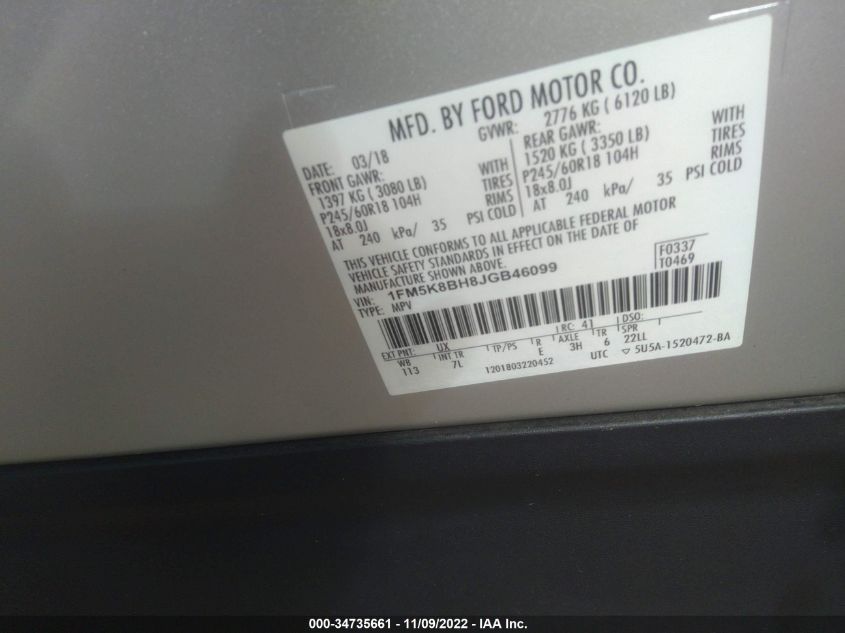 MFD. BY FORD MOTOR CO.
DATE: 03/18 GVWR: 2776 KG ( 6120 LB)
FRONT GAWR: REAR GAWR:
1397 KG ( 3080 LB) WITH 1520 KG ( 3350 LB) WITH
P245/60R18 104H TIRES P245/60R18 104H TIRES
18x8.0J RIMS 18x8.0J RIMS
AT 240 kPa/ 35 PSI COLD AT 240 kPa/ 35 PSI COLD
THIS VEHICLE CONFORMS TO ALL APPLICABLE FEDERAL MOTOR
VEHICLE SAFETY STANDARDS IN EFFECT ON THE DATE OF
MANUFACTURE SHOWN ABOVE.
VIN: 1FM5K8BH8JGB46099 F0337
TYPE: MPV T0469
EXT PNT: UX RC: 41 DSO:
WB INT TR TP/PS R AXLE TR SPR
113 7L E 3H 6 22LL
1201803220452 UTC ▽ 5U5A-1520472-BA
000-34735661 - 11/09/2022 - IAA Inc.